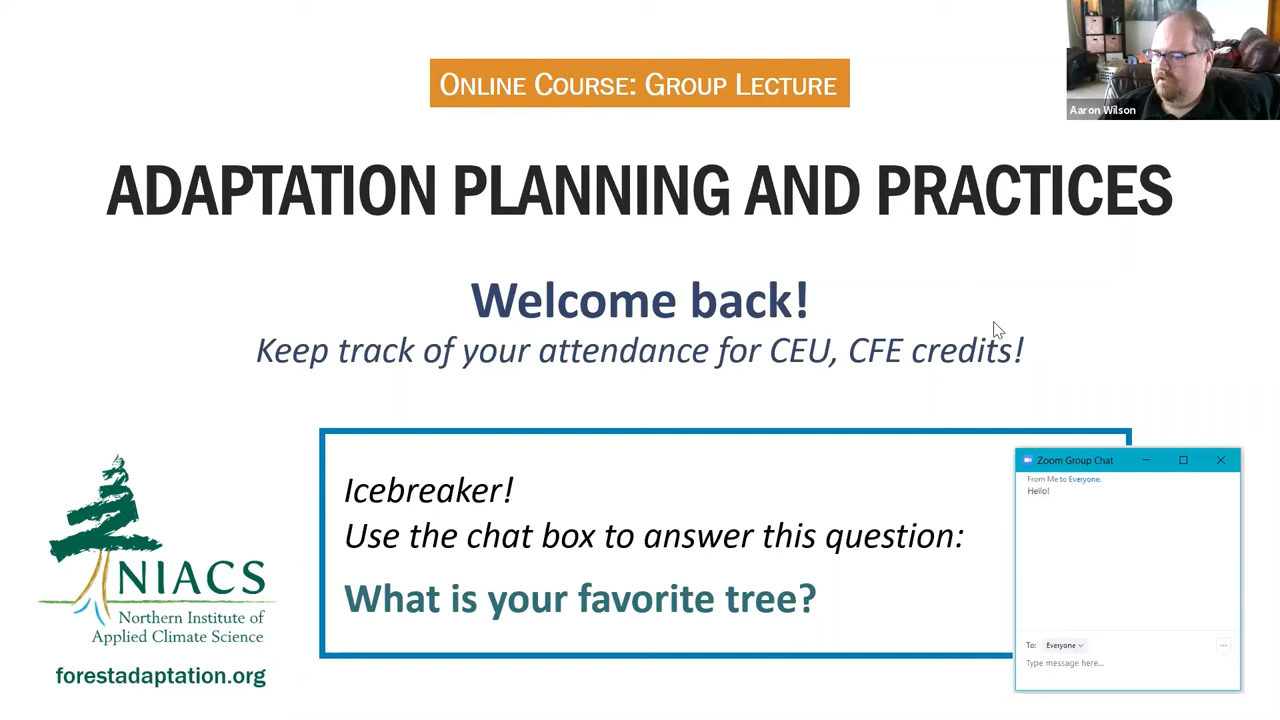 ONLINE COURSE: GROUP LECTURE
Aaron Wilson
ADAPTATION PLANNING AND PRACTICES
Welcome back!
Keep track of your attendance for CEU, CFE credits!
Icebreaker!
Use the chat box to answer this question:
What is your favorite tree?
Zoom Group Chat
From Me to Everyone:
Hello!
To: Everyone
Type message here...
NIACS
Northern Institute of
Applied Climate Science
forestadaptation.org